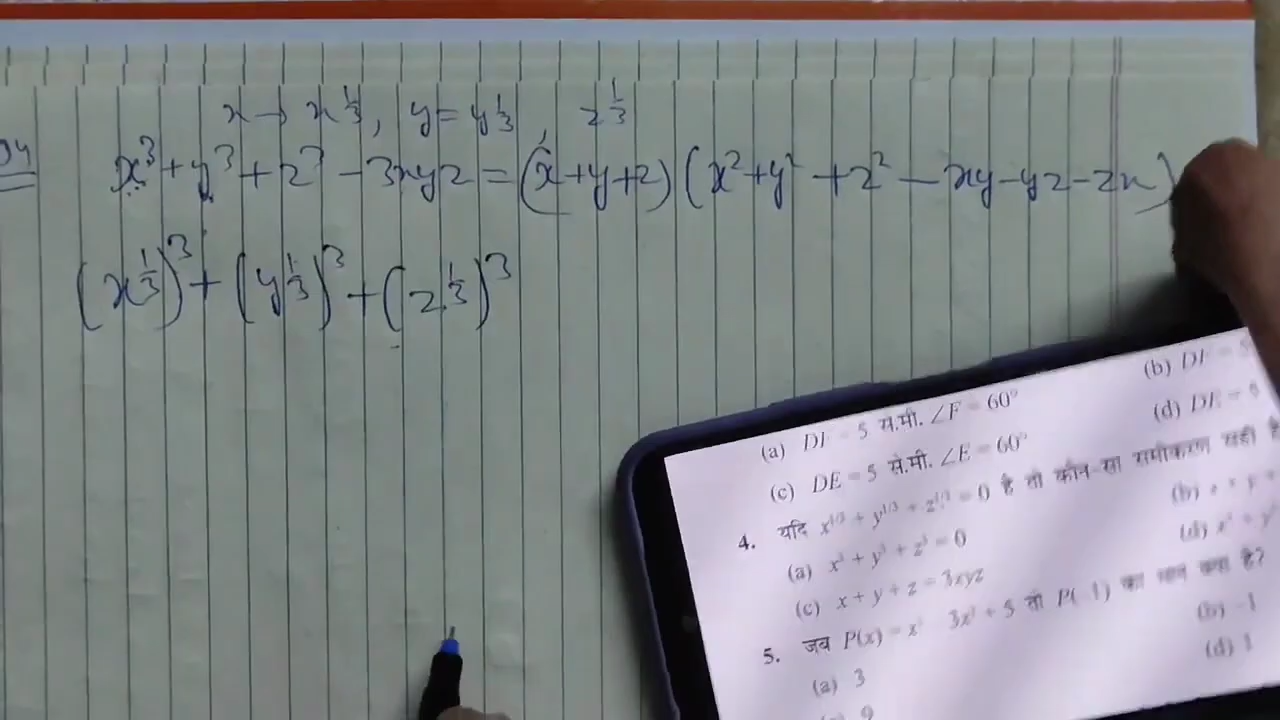 x → x^{1/3}, y = y^{1/3} z^{1/3}
x³ + y³ + z³ - 3xyz = (x+y+z) (x² + y² + z² - xy - yz - zx)
(x^{1/3})³ + (y^{1/3})³ + (z^{1/3})³
(a) DF = 5 से.मी. ∠F = 60°
(c) DE = 5 से.मी. ∠E = 60°
(d) DE = 5
4. यदि x^{1/3} + y^{1/3} + z^{1/3} = 0 है तो कौन-सा समीकरण सही है
(a) x³ + y³ + z³ = 0
(c) x + y + z = 3xyz
5. जब P(x) = 3x² + 5 तो P(-1) का मान क्या है?
(a) 3
(b) -1
(d) 1
9